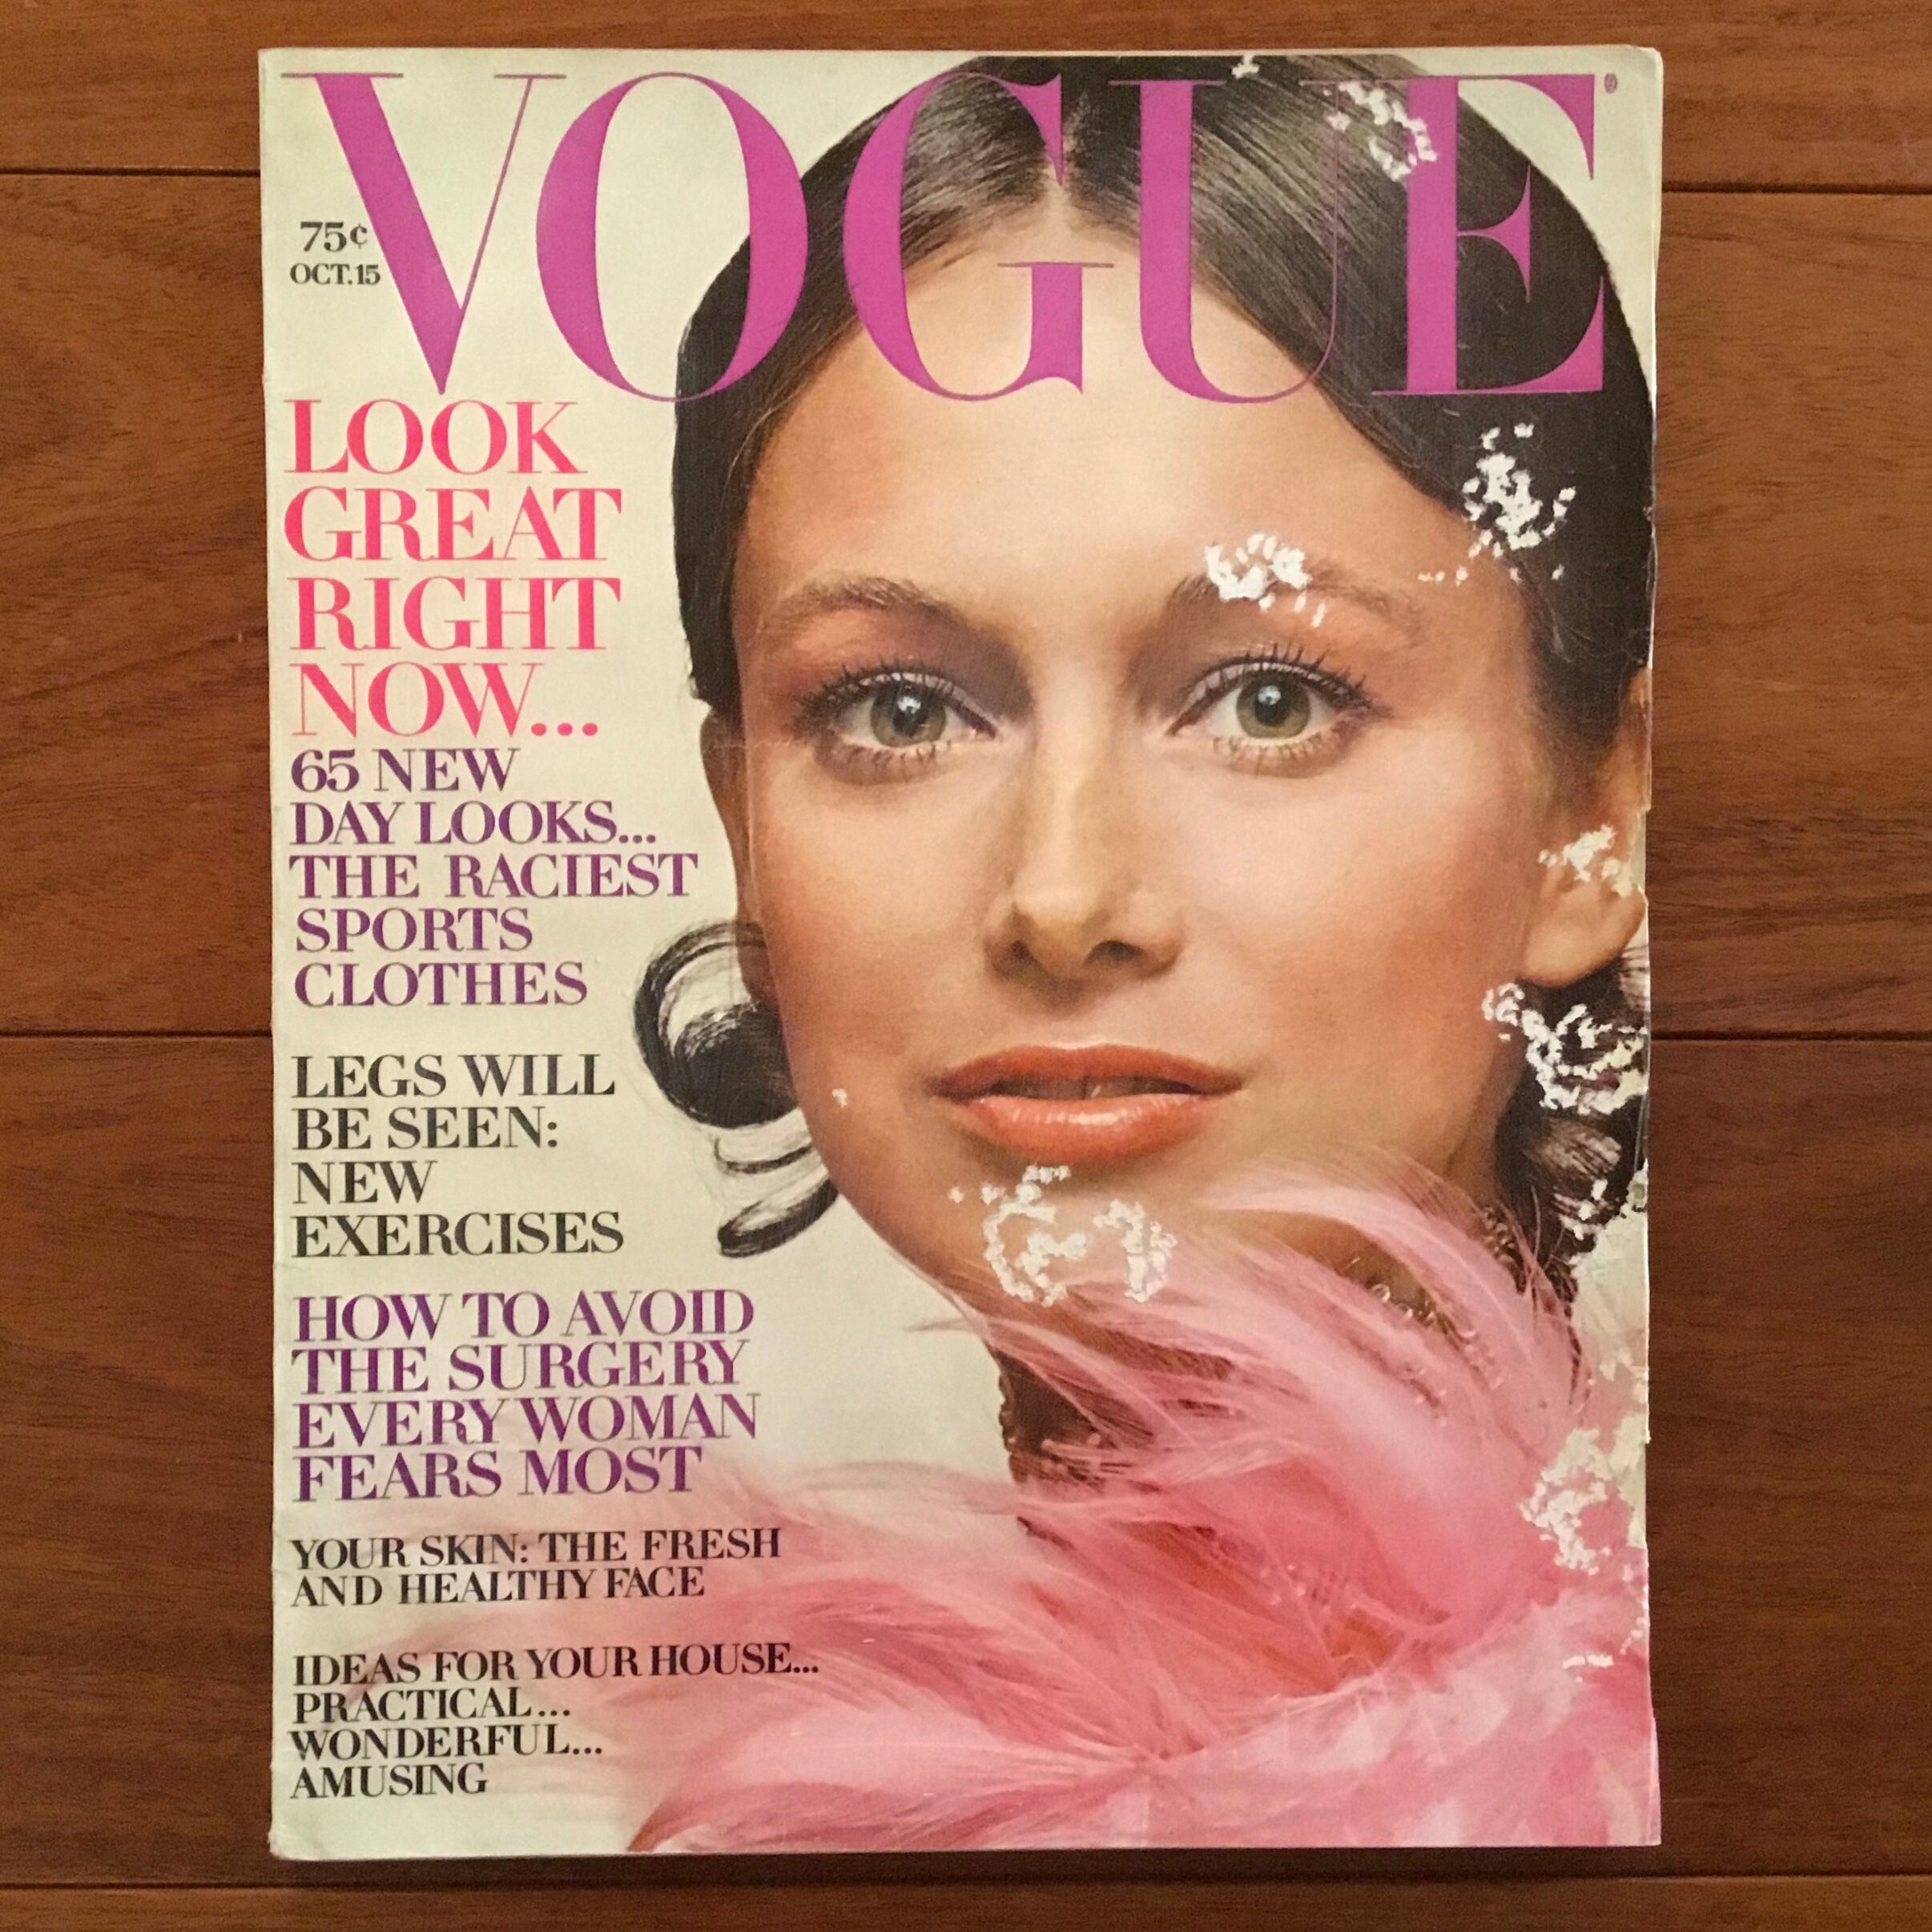 VOGUE®
75¢
OCT.15
LOOK
GREAT
RIGHT
NOW...
65 NEW
DAY LOOKS...
THE RACIEST
SPORTS
CLOTHES
LEGS WILL
BE SEEN:
NEW
EXERCISES
HOW TO AVOID
THE SURGERY
EVERY WOMAN
FEARS MOST
YOUR SKIN: THE FRESH
AND HEALTHY FACE
IDEAS FOR YOUR HOUSE...
PRACTICAL...
WONDERFUL...
AMUSING